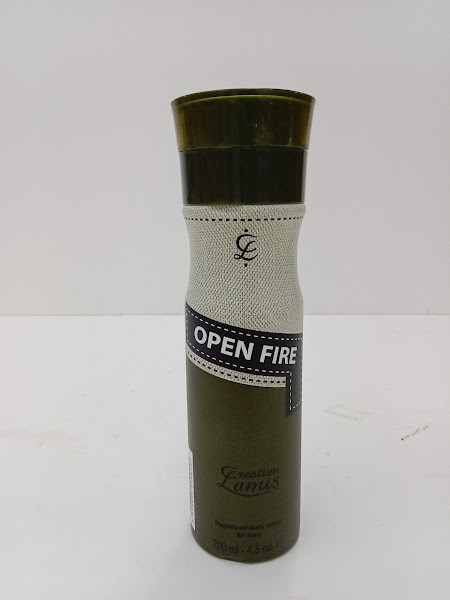 OPEN FIRE
Creation
Lamis
fragranced body spray
for men
200 ml - 4.5 oz. e